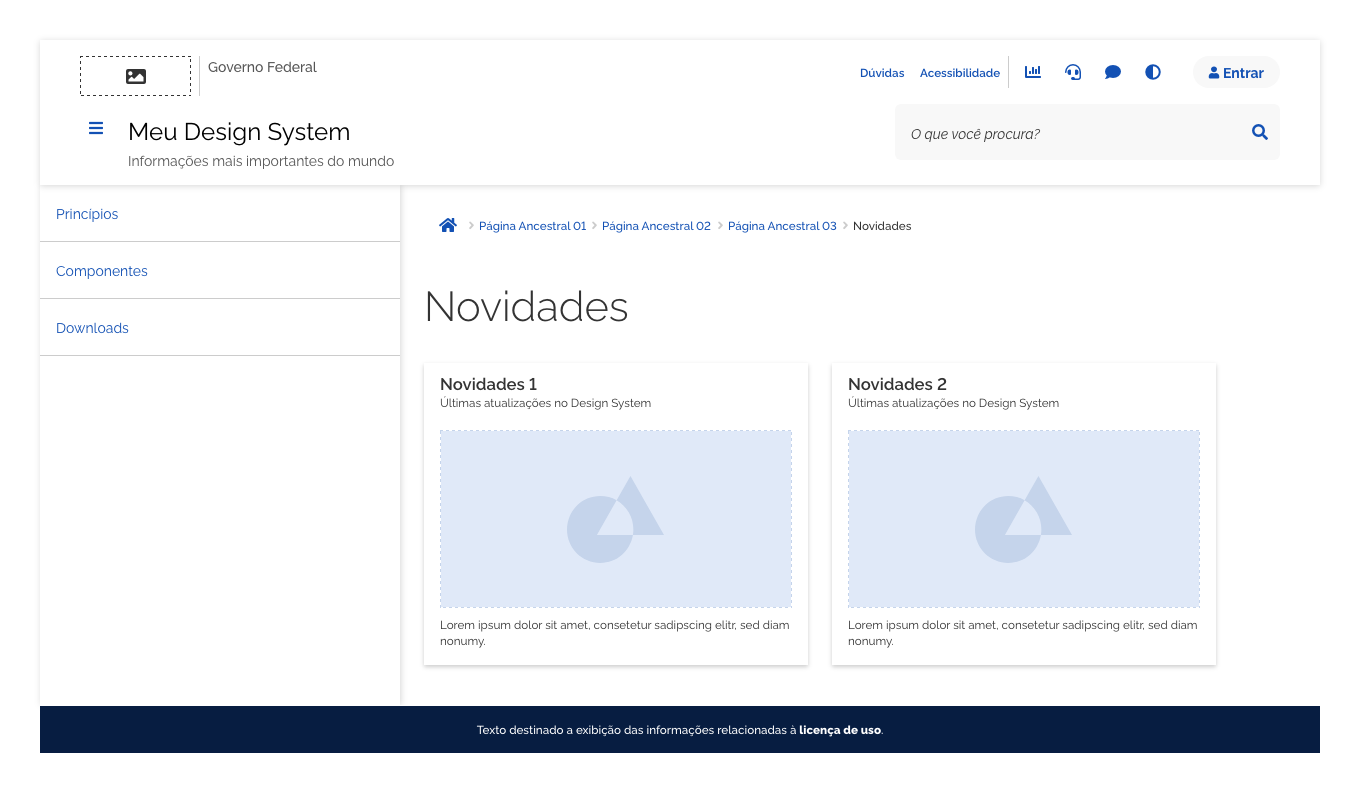 Governo Federal
Dúvidas
Acessibilidade
Entrar
Meu Design System
Informações mais importantes do mundo
O que você procura?
Princípios
Componentes
Downloads
Página Ancestral 01
Página Ancestral 02
Página Ancestral 03
Novidades
Novidades
Novidades 1
Últimas atualizações no Design System
Lorem ipsum dolor sit amet, consetetur sadipscing elitr, sed diam
nonumy.
Novidades 2
Últimas atualizações no Design System
Lorem ipsum dolor sit amet, consetetur sadipscing elitr, sed diam
nonumy.
Texto destinado a exibição das informações relacionadas à licença de uso.